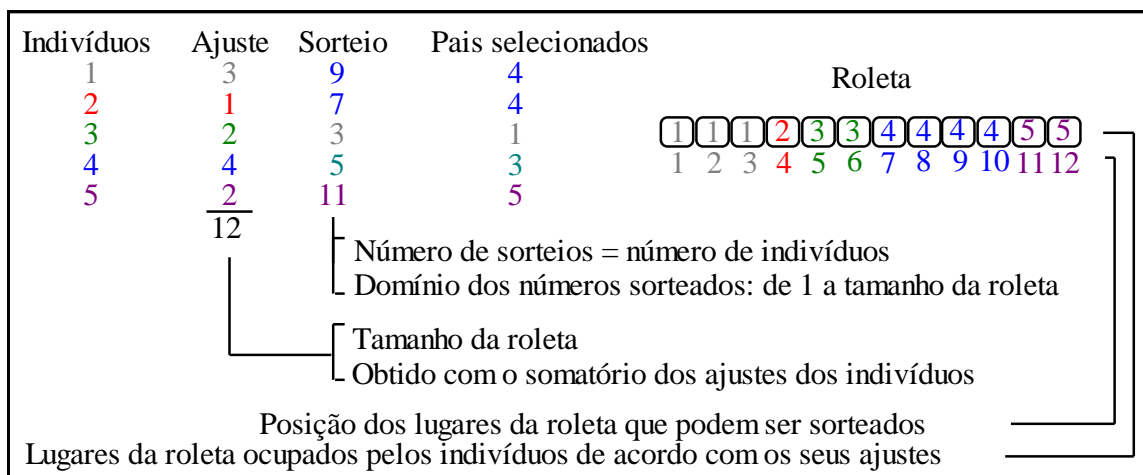 Indivíduos Ajuste Sorteio Pais selecionados
1 3 9 4
Roleta
2 1 7 4
3 2 3 1
1 1 1 2 3 3 4 4 4 4 5 5
4 4 5 3
1 2 3 4 5 6 7 8 9 10 11 12
5 2 11 5
12
Número de sorteios = número de indivíduos
Domínio dos números sorteados: de 1 a tamanho da roleta
Tamanho da roleta
Obtido com o somatório dos ajustes dos indivíduos
Posição dos lugares da roleta que podem ser sorteados
Lugares da roleta ocupados pelos indivíduos de acordo com os seus ajustes